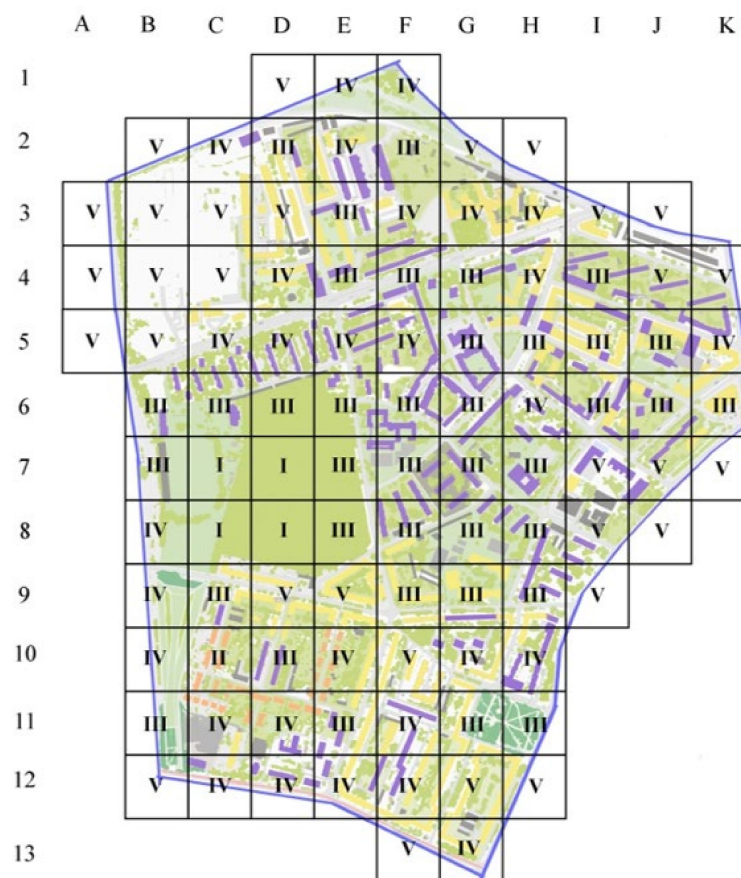 A B C D E F G H I J K
1 V IV IV
2 V IV III IV III V V
3 V V V V III IV IV IV V V
4 V V V IV III III III IV III V V
5 V V IV IV IV IV III III III III IV
6 III III III III III III IV III III III
7 III I I III III III III V V V
8 IV I I III III III III V V
9 IV III V V III III III V
10 IV II III IV V IV IV
11 III IV IV III IV III III
12 V IV IV IV IV V V
13 V IV